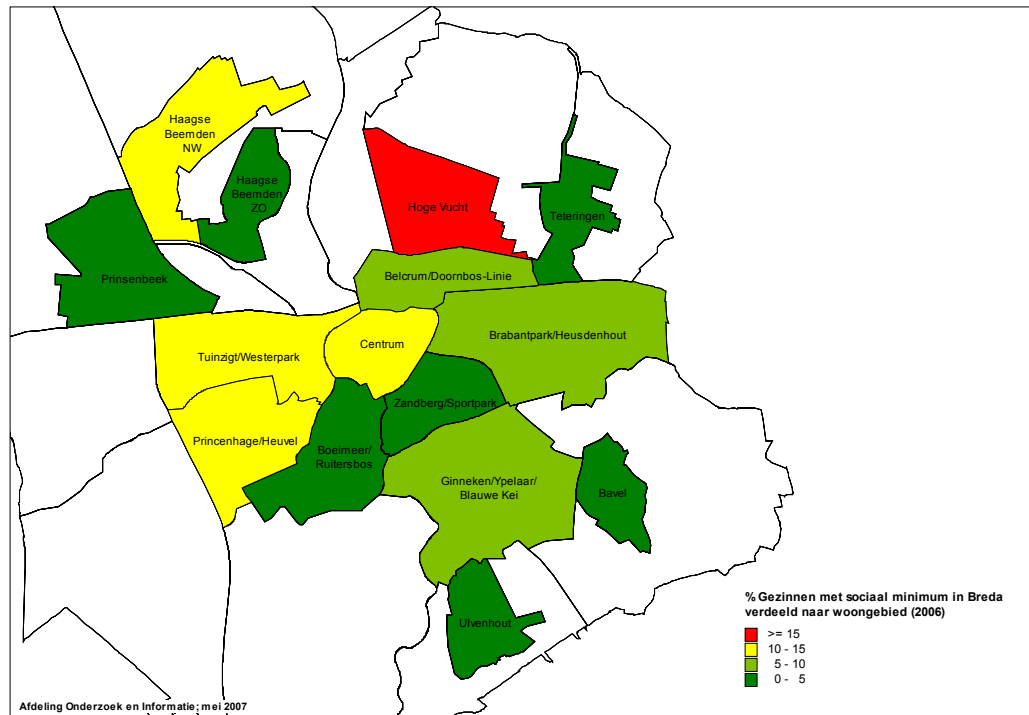 Haagse
Beemden
NW
Haagse
Beemden
ZO
Hoge Vucht
Teteringen
Prinsenbeek
Belcrum/Doornbos-Linie
Brabantpark/Heusdenhout
Centrum
Tuinzigt/Westerpark
Zandberg/Sportpark
Princenhage/Heuvel
Boeimeer/
Ruitersbos
Ginneken/Ypelaar/
Blauwe Kei
Bavel
Ulvenhout
% Gezinnen met sociaal minimum in Breda
verdeeld naar woongebied (2006)
>= 15
10 - 15
5 - 10
0 - 5
Afdeling Onderzoek en Informatie; mei 2007